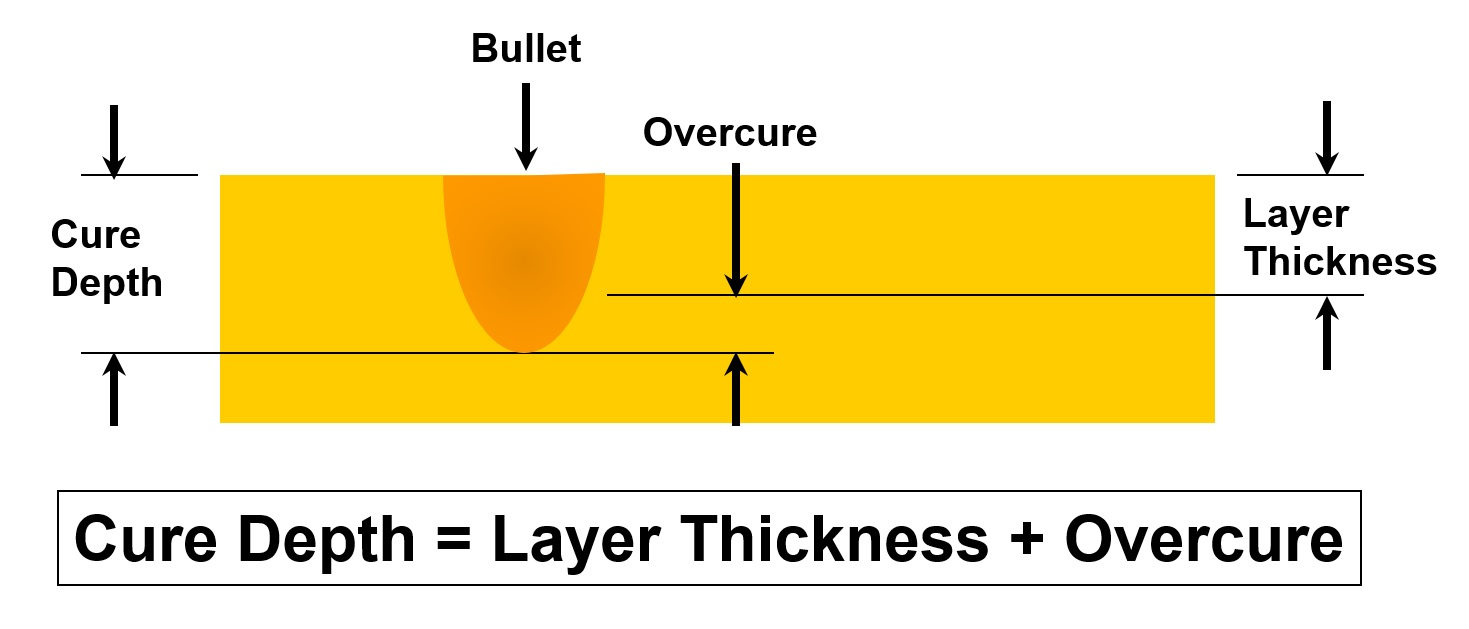 Bullet
Overcure
Cure
Depth
Layer
Thickness
Cure Depth = Layer Thickness + Overcure